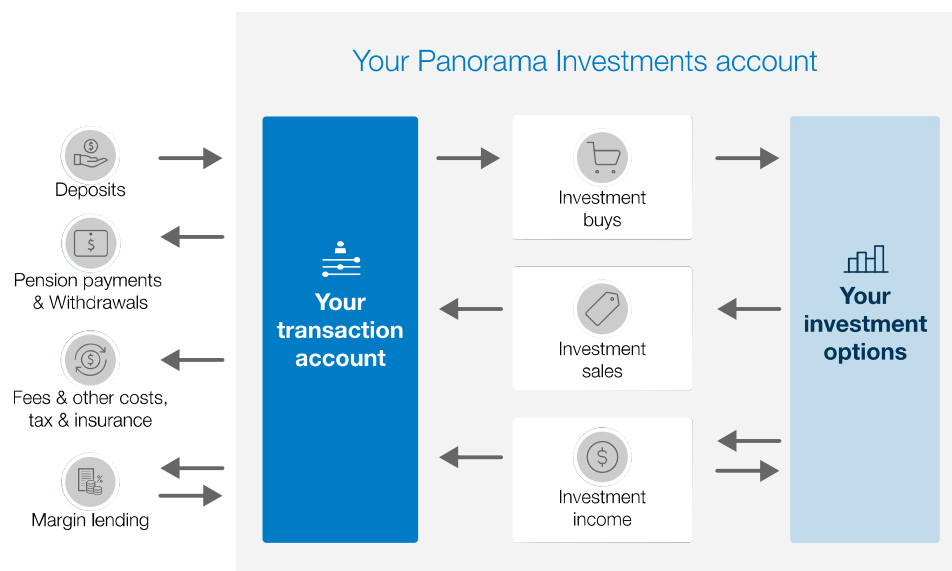 Your Panorama Investments account
Deposits
Pension payments
& Withdrawals
Fees & other costs,
tax & insurance
Margin lending
Your
transaction
account
Investment
buys
Investment
sales
Investment
income
Your
investment
options